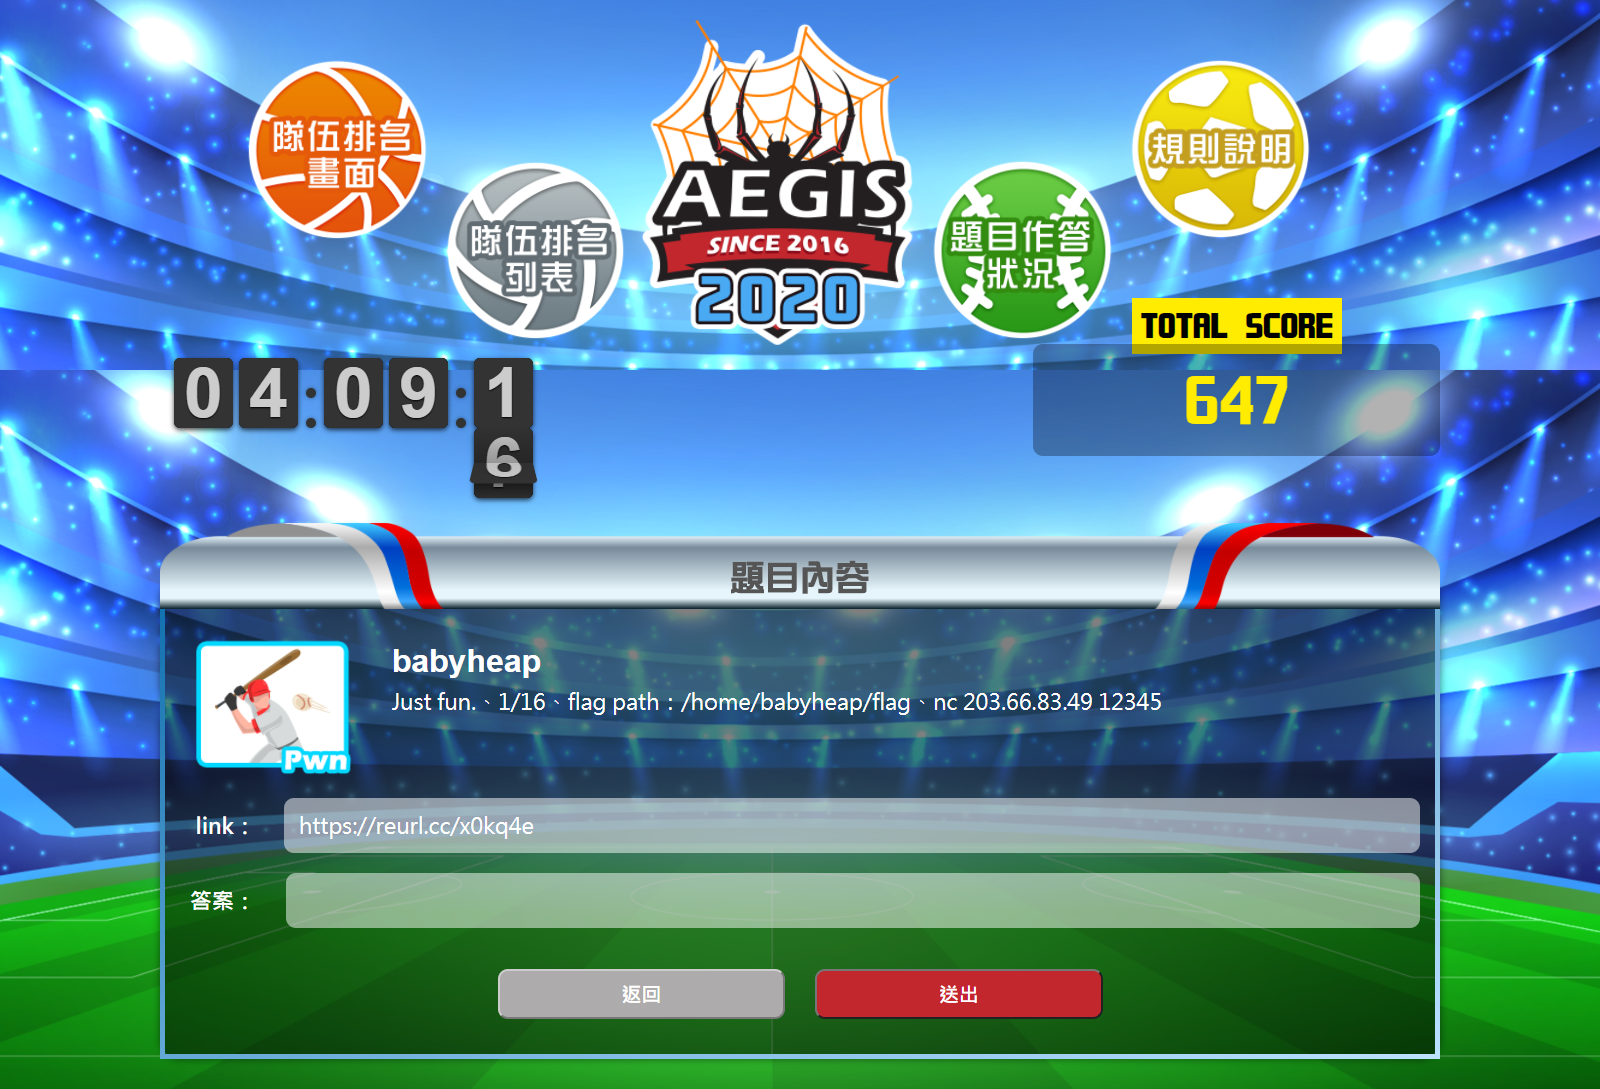 隊伍排名
畫面
隊伍排名
列表
AEGIS
SINCE 2016
2020
題目作答
狀況
規則說明
TOTAL SCORE
647
04:09:1
6
題目內容
babyheap
Just fun.、1/16、flag path：/home/babyheap/flag、nc 203.66.83.49 12345
Pwn
link：
https://reurl.cc/x0kq4e
答案：
返回
送出